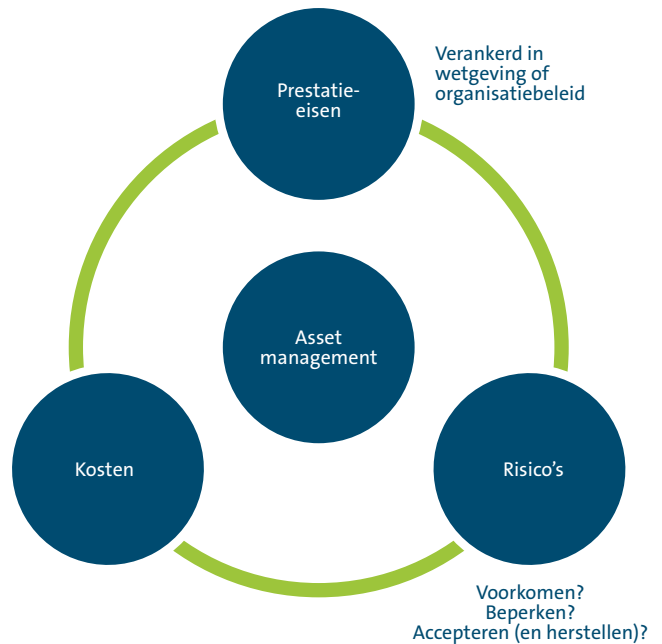 Prestatie-
eisen
Verankerd in
wetgeving of
organisatiebeleid
Asset
management
Kosten
Risico's
Voorkomen?
Beperken?
Accepteren (en herstellen)?